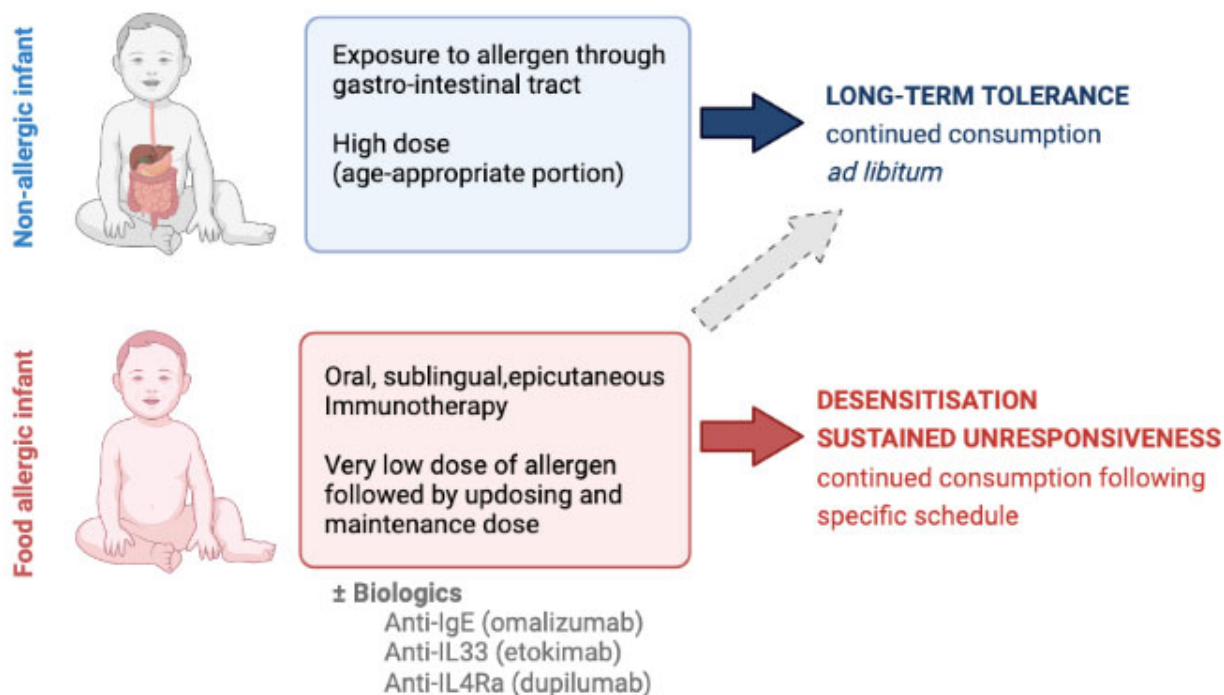 Non-allergic infant
Exposure to allergen through
gastro-intestinal tract
High dose
(age-appropriate portion)
LONG-TERM TOLERANCE
continued consumption
ad libitum
Food allergic infant
Oral, sublingual,epicutaneous
Immunotherapy
Very low dose of allergen
followed by updosing and
maintenance dose
DESENSITISATION
SUSTAINED UNRESPONSIVENESS
continued consumption following
specific schedule
± Biologics
Anti-IgE (omalizumab)
Anti-IL33 (etokimab)
Anti-IL4Ra (dupilumab)